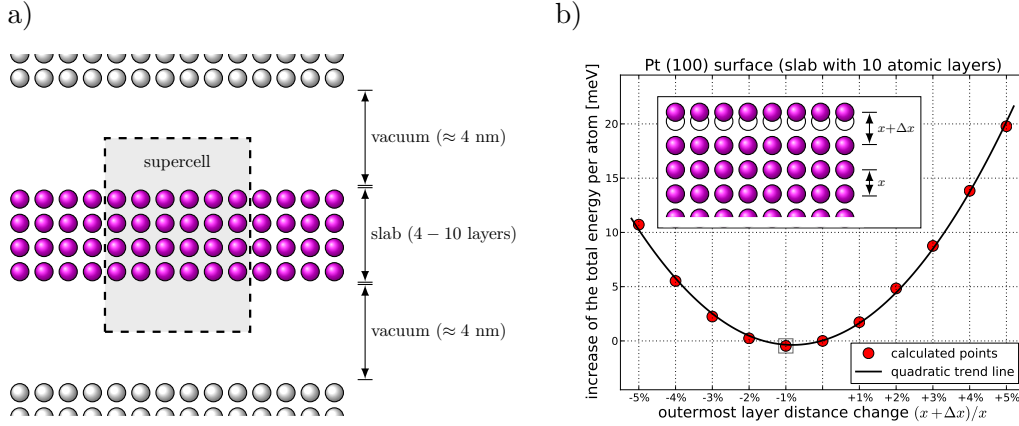 a)
vacuum (≈ 4 nm)
supercell
slab (4 − 10 layers)
vacuum (≈ 4 nm)
b)
Pt (100) surface (slab with 10 atomic layers)
increase of the total energy per atom [meV]
20
15
10
5
0
x+Δx
x
calculated points
quadratic trend line
-5% -4% -3% -2% -1% +1% +2% +3% +4% +5%
outermost layer distance change (x+Δx)/x